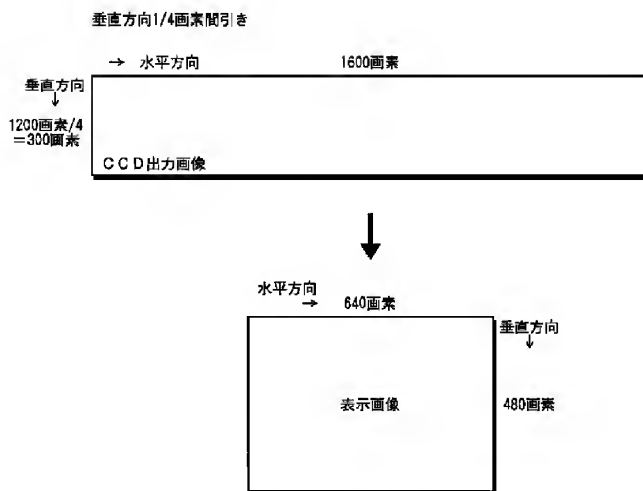 垂直方向1/4画素間引き
→ 水平方向
1600画素
垂直方向
↓
1200画素/4
=300画素
CCD出力画像
水平方向
→
640画素
垂直方向
↓
表示画像
480画素